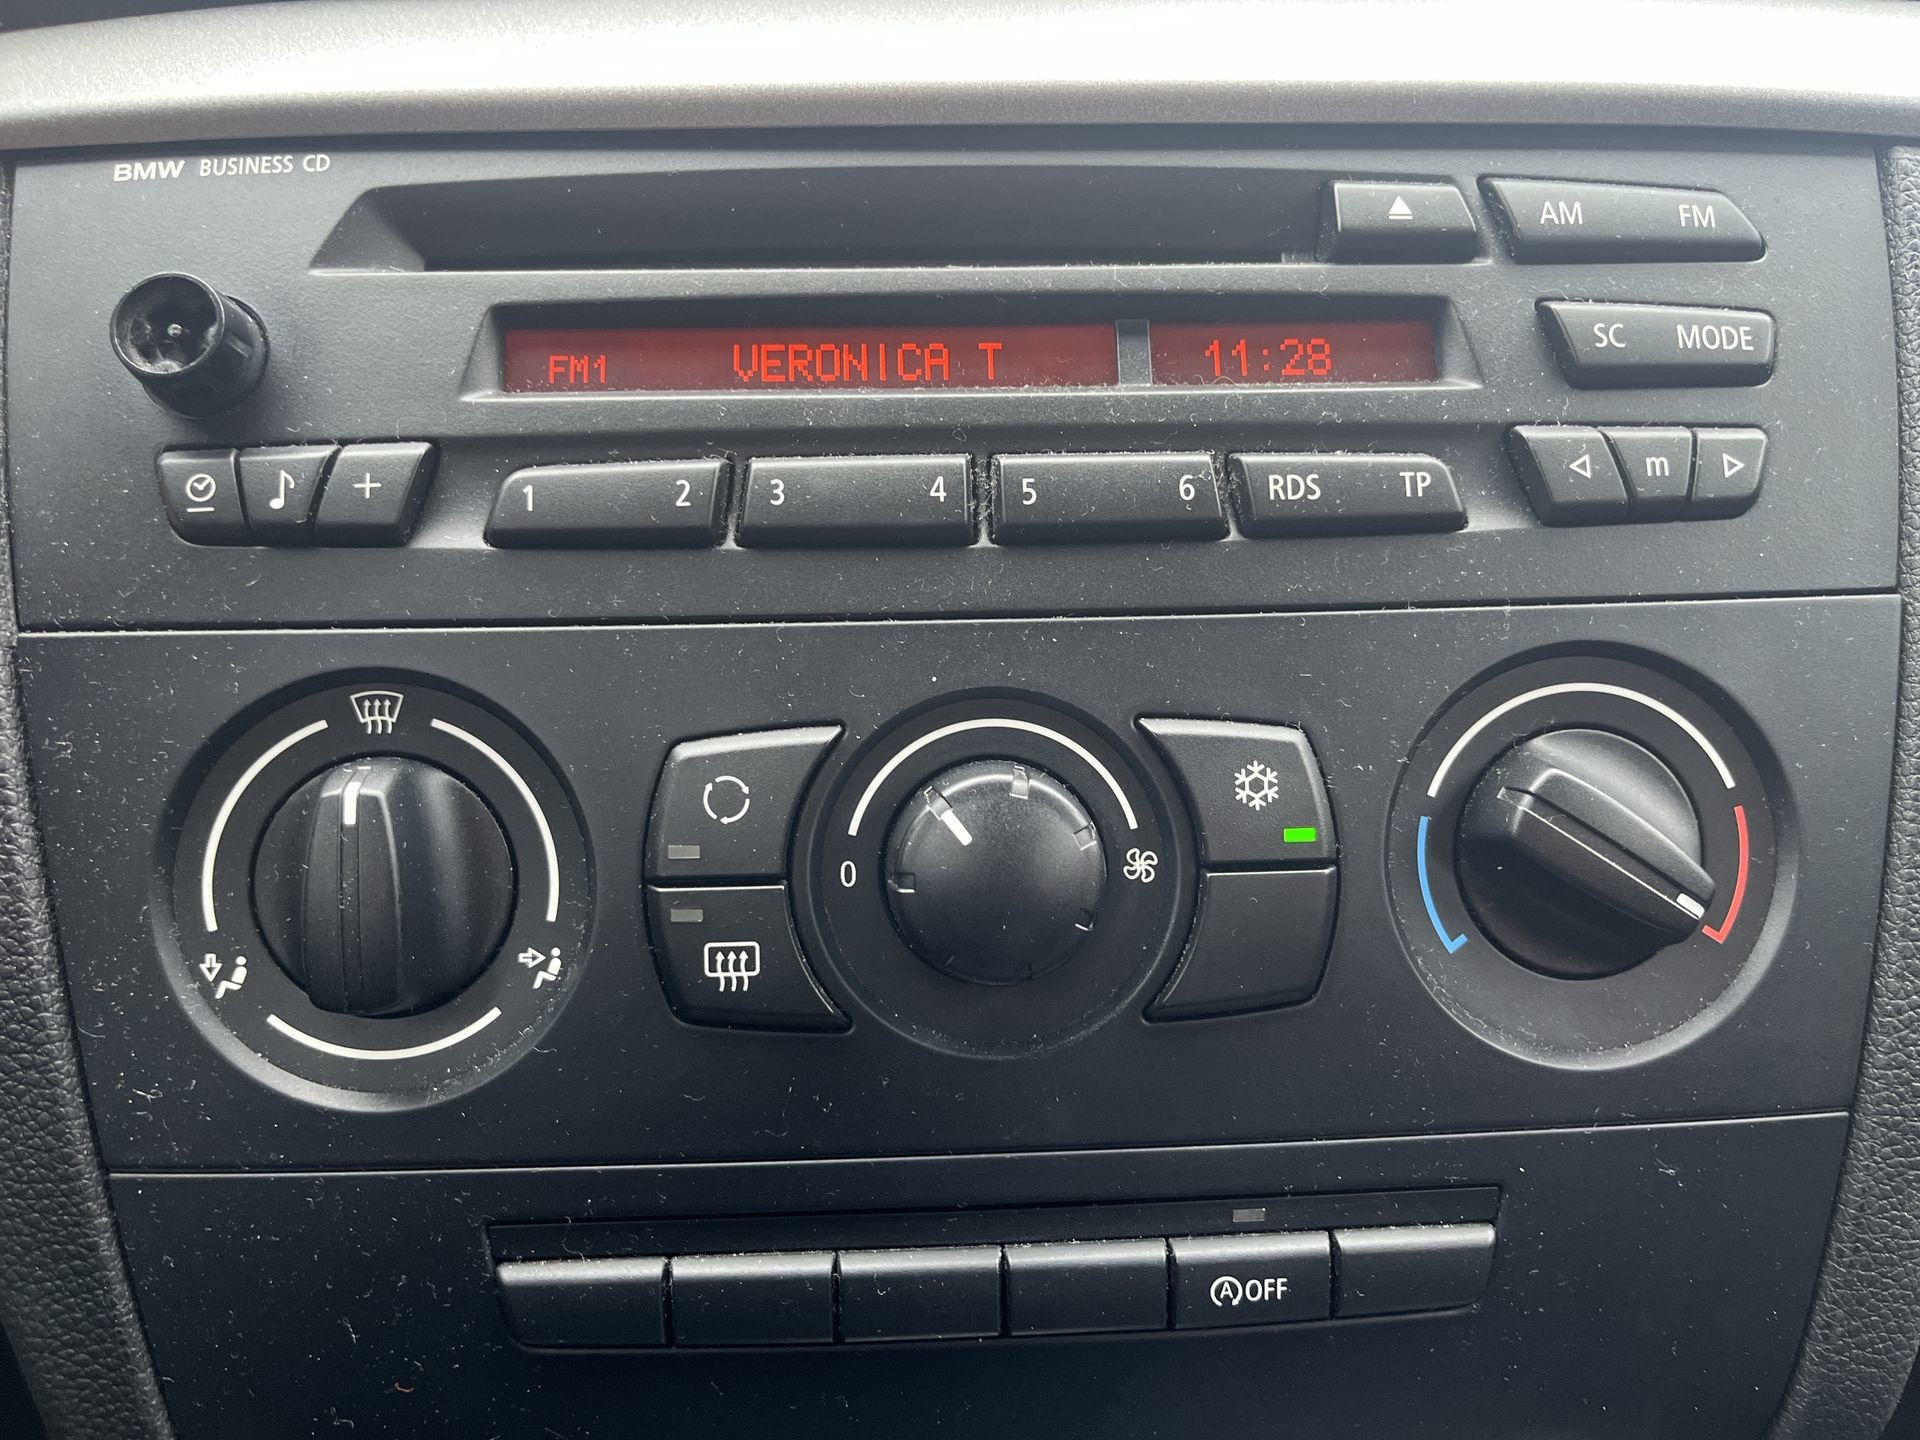 BMW BUSINESS CD
AM FM
FM1 VERONICA T 11:28
SC MODE
1 2 3 4 5 6 RDS TP m
0
A OFF